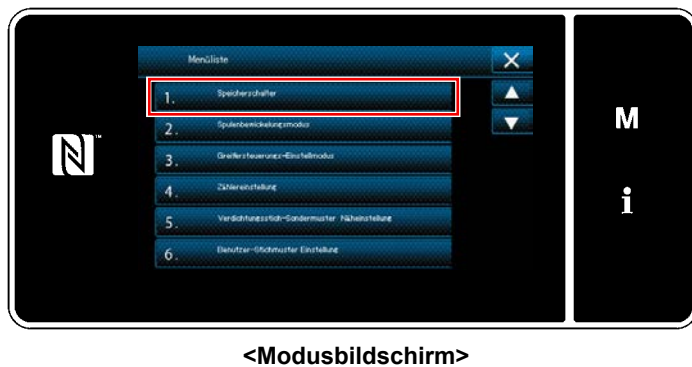 Menüliste
1. Speicherschalter
2. Spulenbewickelungsmodus
3. Greifersteuerungs-Einstellmodus
4. Zählereinstellung
5. Verdichtungsstich-Sondermuster Näheinstellung
6. Benutzer-Stichmuster Einstellung
M
i
<Modusbildschirm>